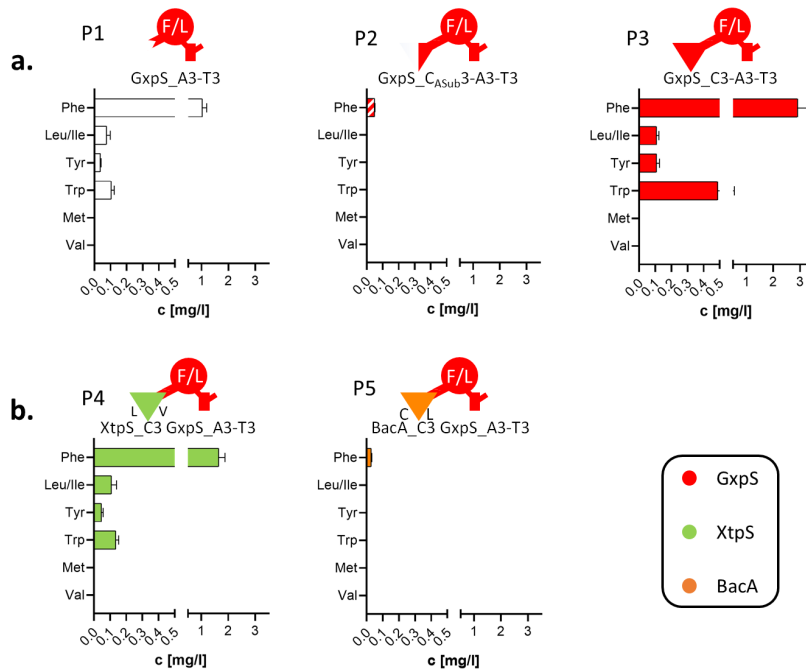 P1
F/L
P2
F/L
P3
F/L
a.
GxpS_A3-T3
GxpS_C_ASub3-A3-T3
GxpS_C3-A3-T3
Phe
Leu/Ile
Tyr
Trp
Met
Val
0.0 0.1 0.2 0.3 0.4 0.5 1 2 3
c [mg/l]
Phe
Leu/Ile
Tyr
Trp
Met
Val
0.0 0.1 0.2 0.3 0.4 0.5 1 2 3
c [mg/l]
Phe
Leu/Ile
Tyr
Trp
Met
Val
0.0 0.1 0.2 0.3 0.4 0.5 1 2 3
c [mg/l]
b.
P4
F/L
L V
XtpS_C3 GxpS_A3-T3
P5
F/L
C L
BacA_C3 GxpS_A3-T3
Phe
Leu/Ile
Tyr
Trp
Met
Val
0.0 0.1 0.2 0.3 0.4 0.5 1 2 3
c [mg/l]
Phe
Leu/Ile
Tyr
Trp
Met
Val
0.0 0.1 0.2 0.3 0.4 0.5 1 2 3
c [mg/l]
GxpS
XtpS
BacA